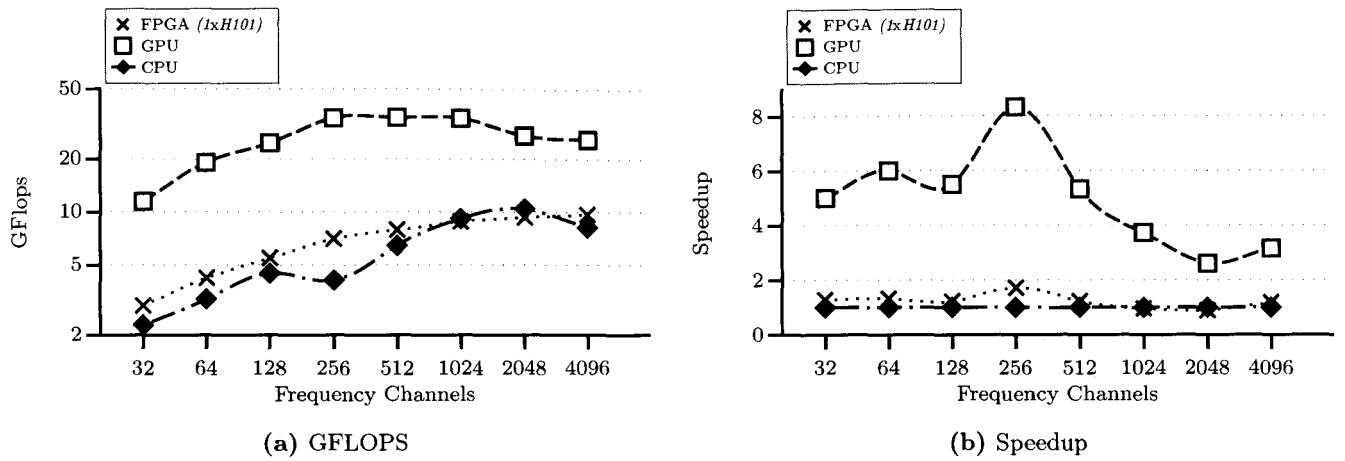 FPGA (1xH101)
GPU
CPU
50
20
10
5
2
GFlops
32 64 128 256 512 1024 2048 4096
Frequency Channels
(a) GFLOPS
FPGA (1xH101)
GPU
CPU
8
6
4
2
0
Speedup
32 64 128 256 512 1024 2048 4096
Frequency Channels
(b) Speedup